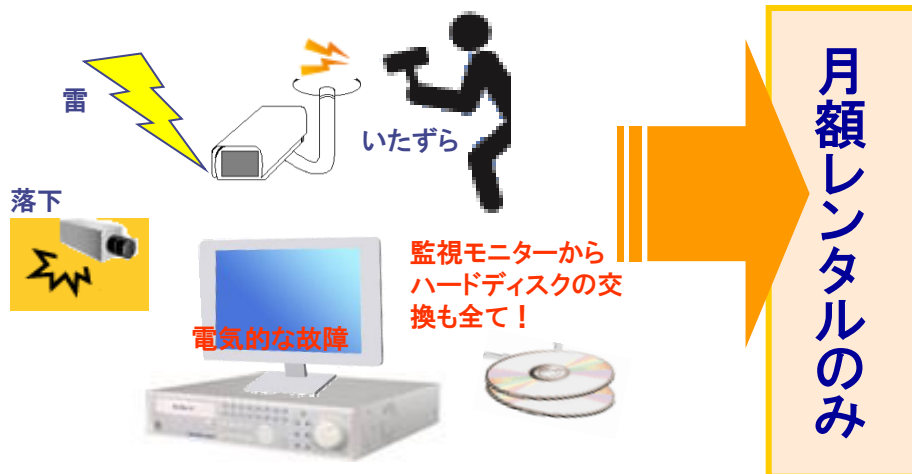 雷
いたずら
落下
監視モニターから
ハードディスクの交
換も全て！
電気的な故障
月額レンタルのみ